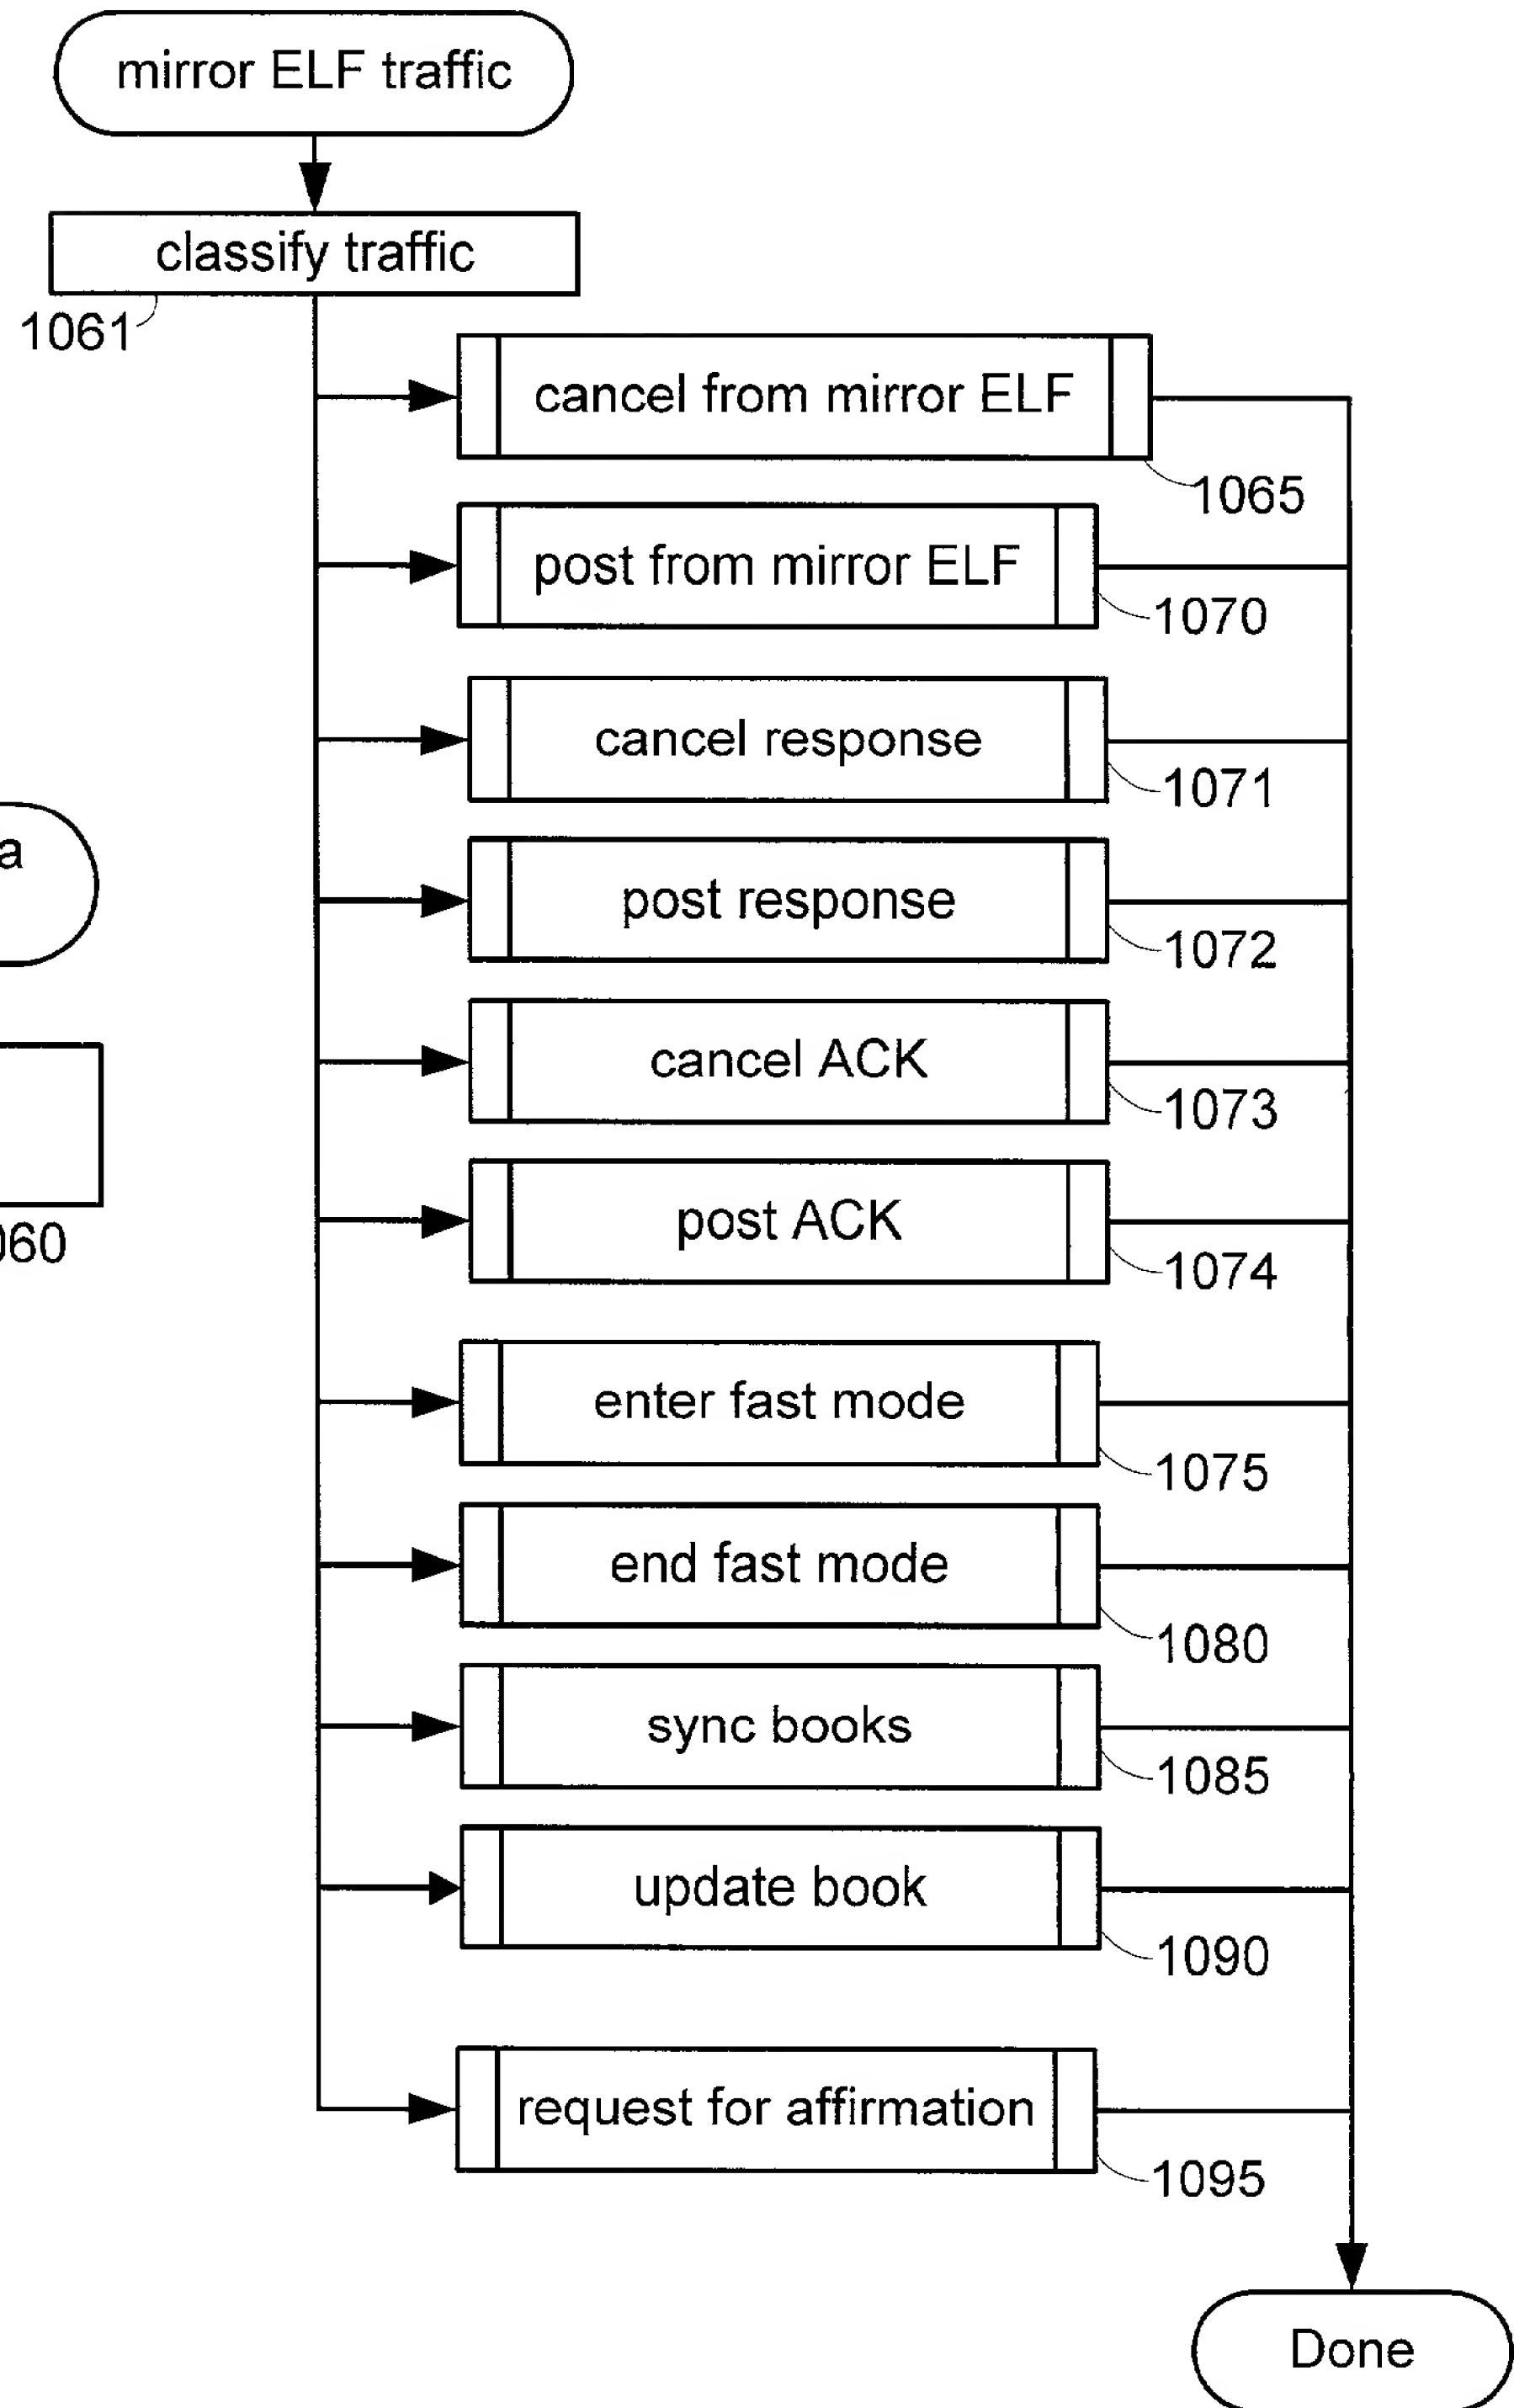 mirror ELF traffic
classify traffic
1061
cancel from mirror ELF
1065
post from mirror ELF
1070
cancel response
1071
post response
1072
a
cancel ACK
1073
post ACK
1074
060
enter fast mode
1075
end fast mode
1080
sync books
1085
update book
1090
request for affirmation
1095
Done